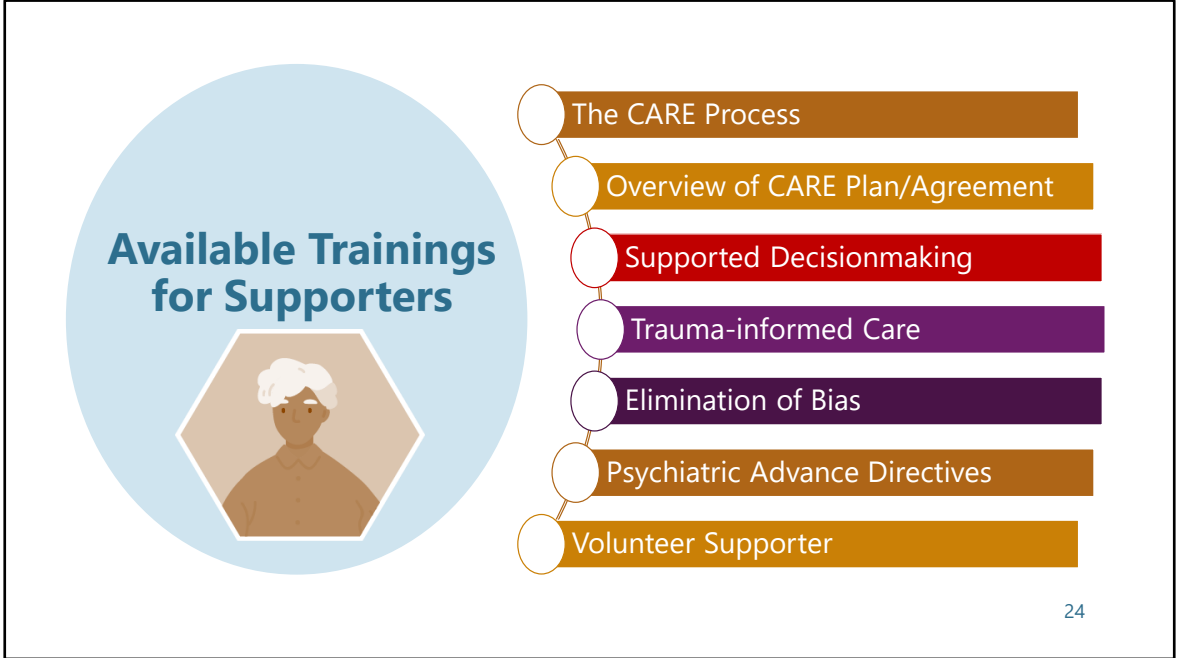 Available Trainings
for Supporters
The CARE Process
Overview of CARE Plan/Agreement
Supported Decisionmaking
Trauma-informed Care
Elimination of Bias
Psychiatric Advance Directives
Volunteer Supporter
24